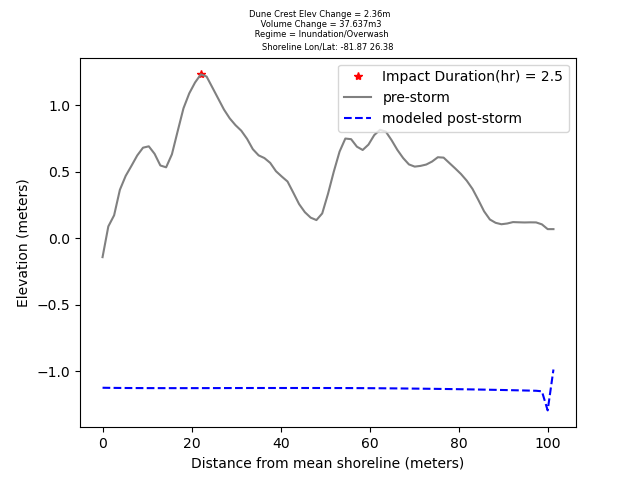 Dune Crest Elev Change = 2.36m
Volume Change = 37.637m3
Regime = Inundation/Overwash
Shoreline Lon/Lat: -81.87 26.38
Impact Duration(hr) = 2.5
pre-storm
modeled post-storm
Elevation (meters)
1.0
0.5
0.0
−0.5
−1.0
0
20
40
60
80
100
Distance from mean shoreline (meters)